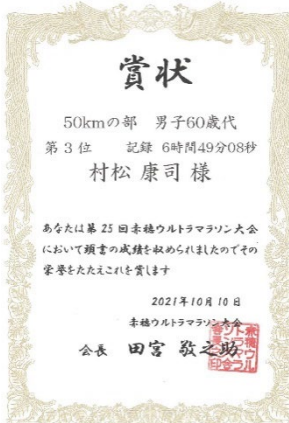 賞状
50kmの部 男子60歳代
第 3 位 記録 6時間49分08秒
村松 康司 様
あなたは第 25 回赤穂ウルトラマラソン大会
において頭書の成績を収められましたのでその
栄誉をたたえこれを賞します
2021年10月10日
赤穂ウルトラマラソン大会
会長 田宮 敬之助